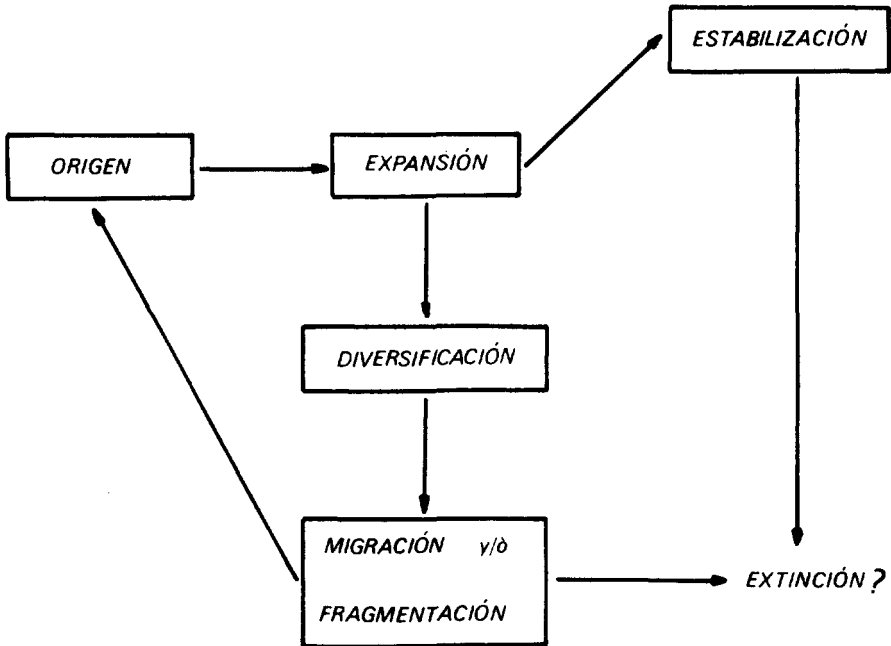 ESTABILIZACIÓN
ORIGEN
EXPANSIÓN
DIVERSIFICACIÓN
MIGRACIÓN y/ò
FRAGMENTACIÓN
EXTINCIÓN?